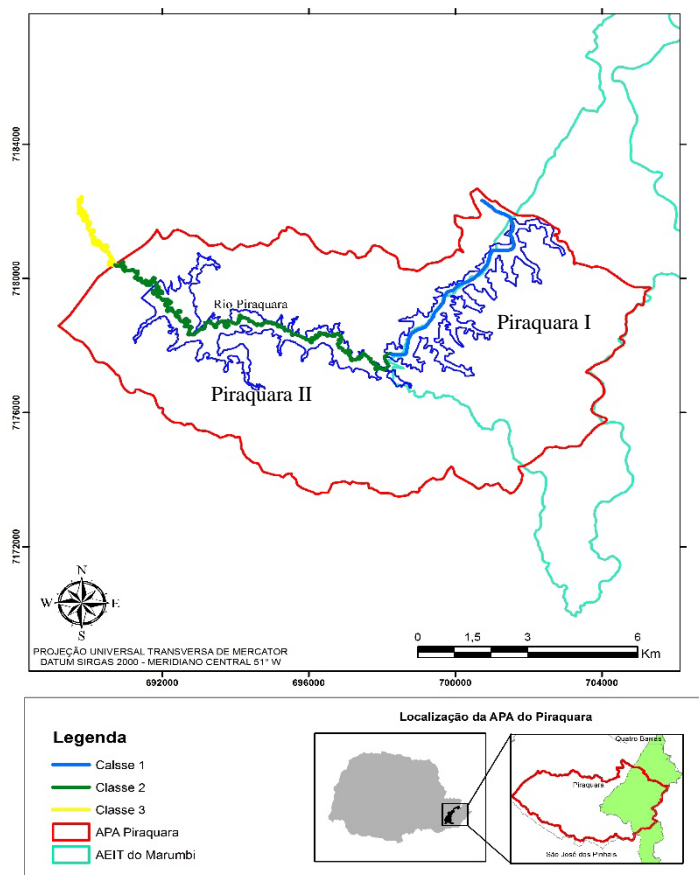 692000
696000
700000
704000
7184000
7180000
7176000
7172000
Rio Piraquara
Piraquara I
Piraquara II
N
W
E
S
0
1,5
3
6
Km
PROJEÇÃO UNIVERSAL TRANSVERSA DE MERCATOR
DATUM SIRGAS 2000 - MERIDIANO CENTRAL 51° W
Legenda
Calsse 1
Classe 2
Classe 3
APA Piraquara
AEIT do Marumbi
Localização da APA do Piraquara
Quatro Barras
Piraquara
São José dos Pinhais